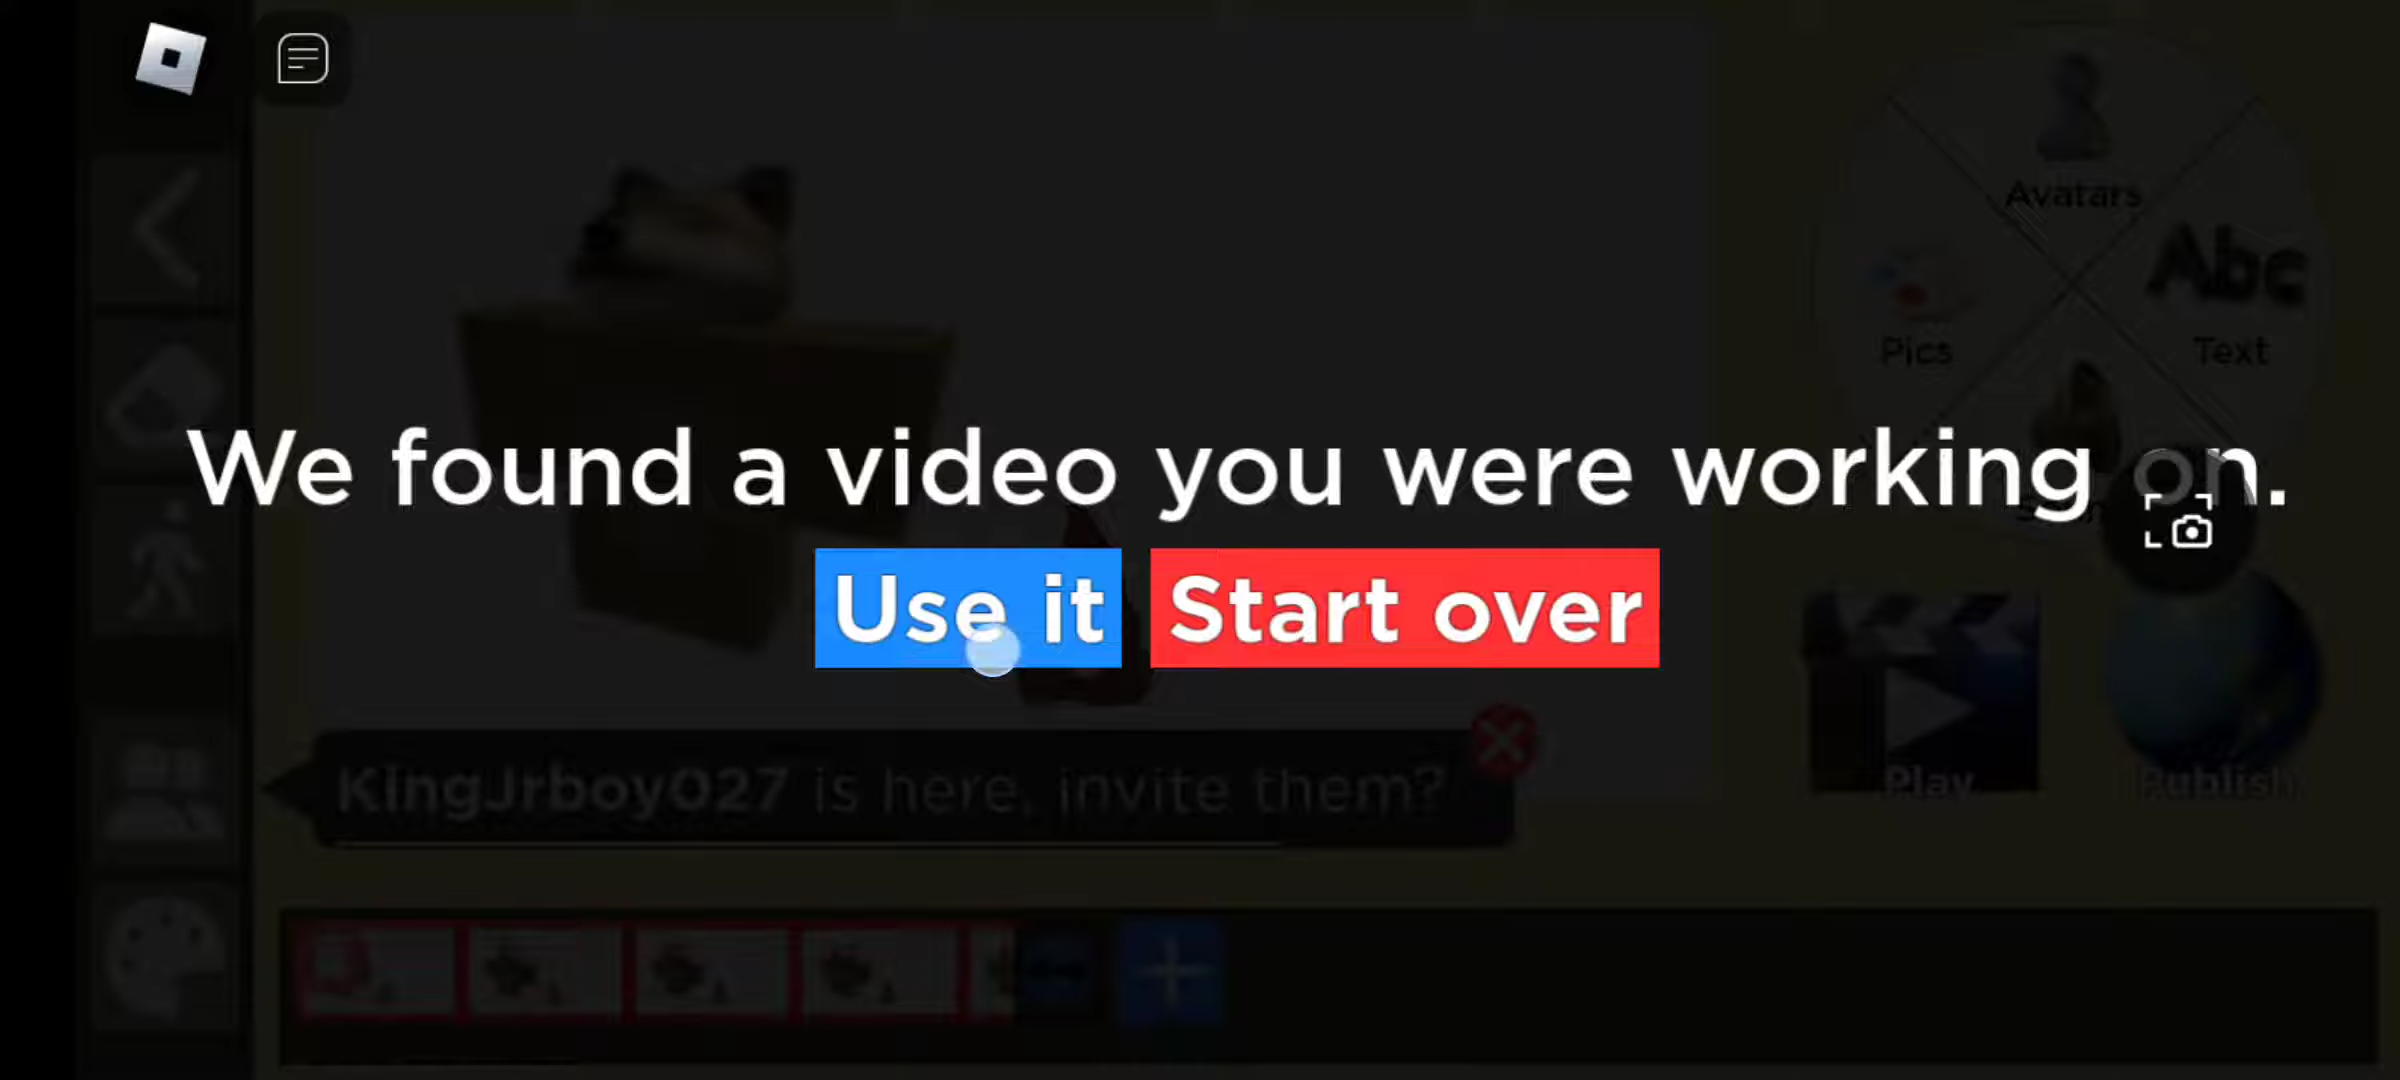 Avatars
Abc
Pics
Text
We found a video you were working on.
Use it
Start over
KingJrboy027 is here, invite them?
Play
Publish